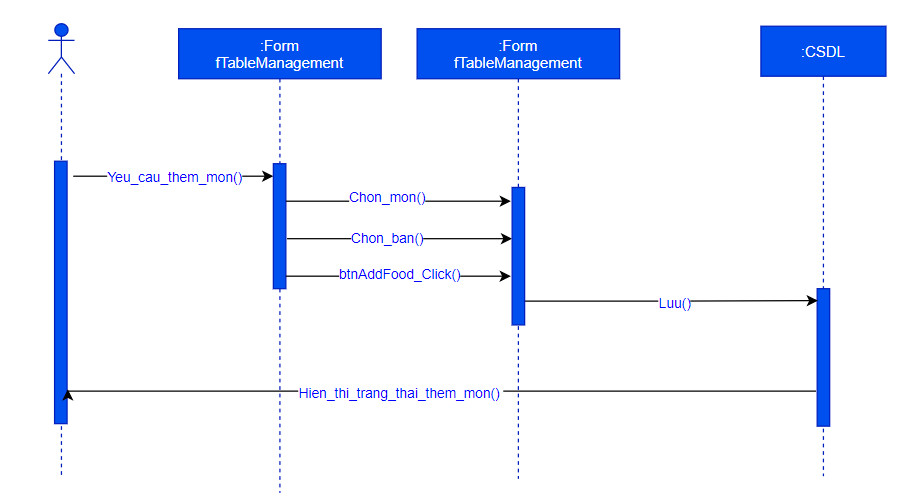 :Form
fTableManagement
:Form
fTableManagement
:CSDL
Yeu_cau_them_mon()
Chon_mon()
Chon_ban()
btnAddFood_Click()
Luu()
Hien_thi_trang_thai_them_mon()